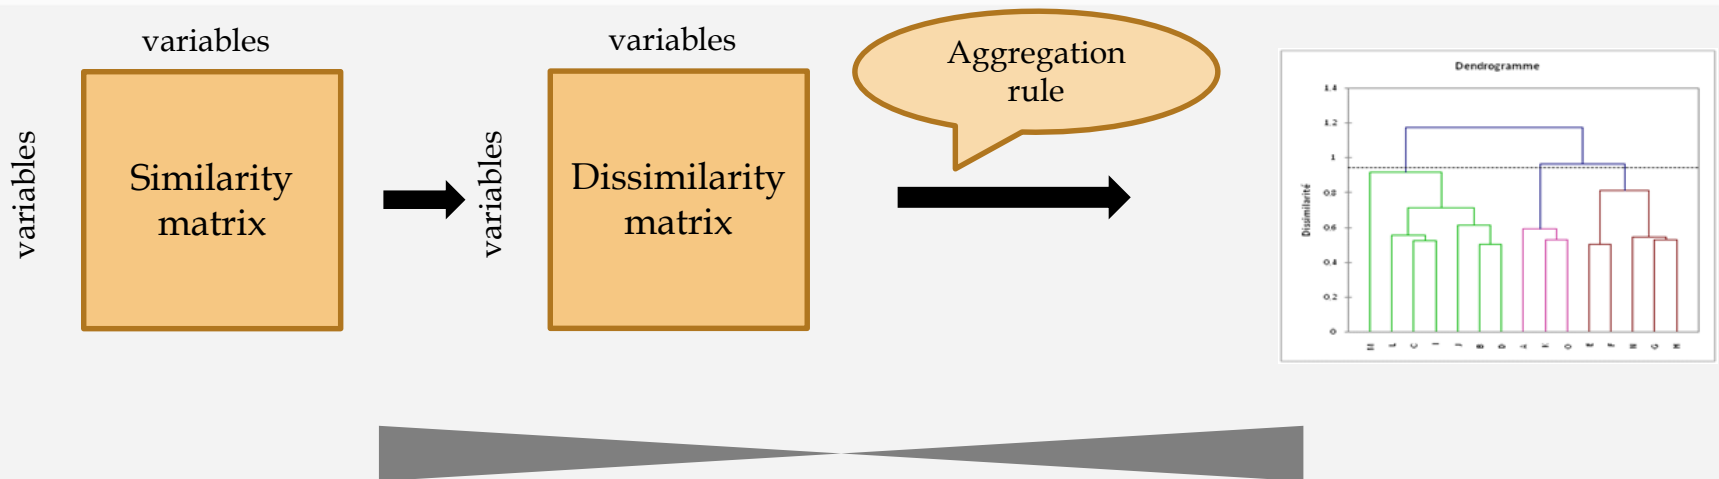 variables
variables
Similarity
matrix
variables
variables
Dissimilarity
matrix
Aggregation
rule
Dendrogramme
Dissimilarité
1.4
1.2
1
0.8
0.6
0.4
0.2
0
L C I J B D A K O E F N G